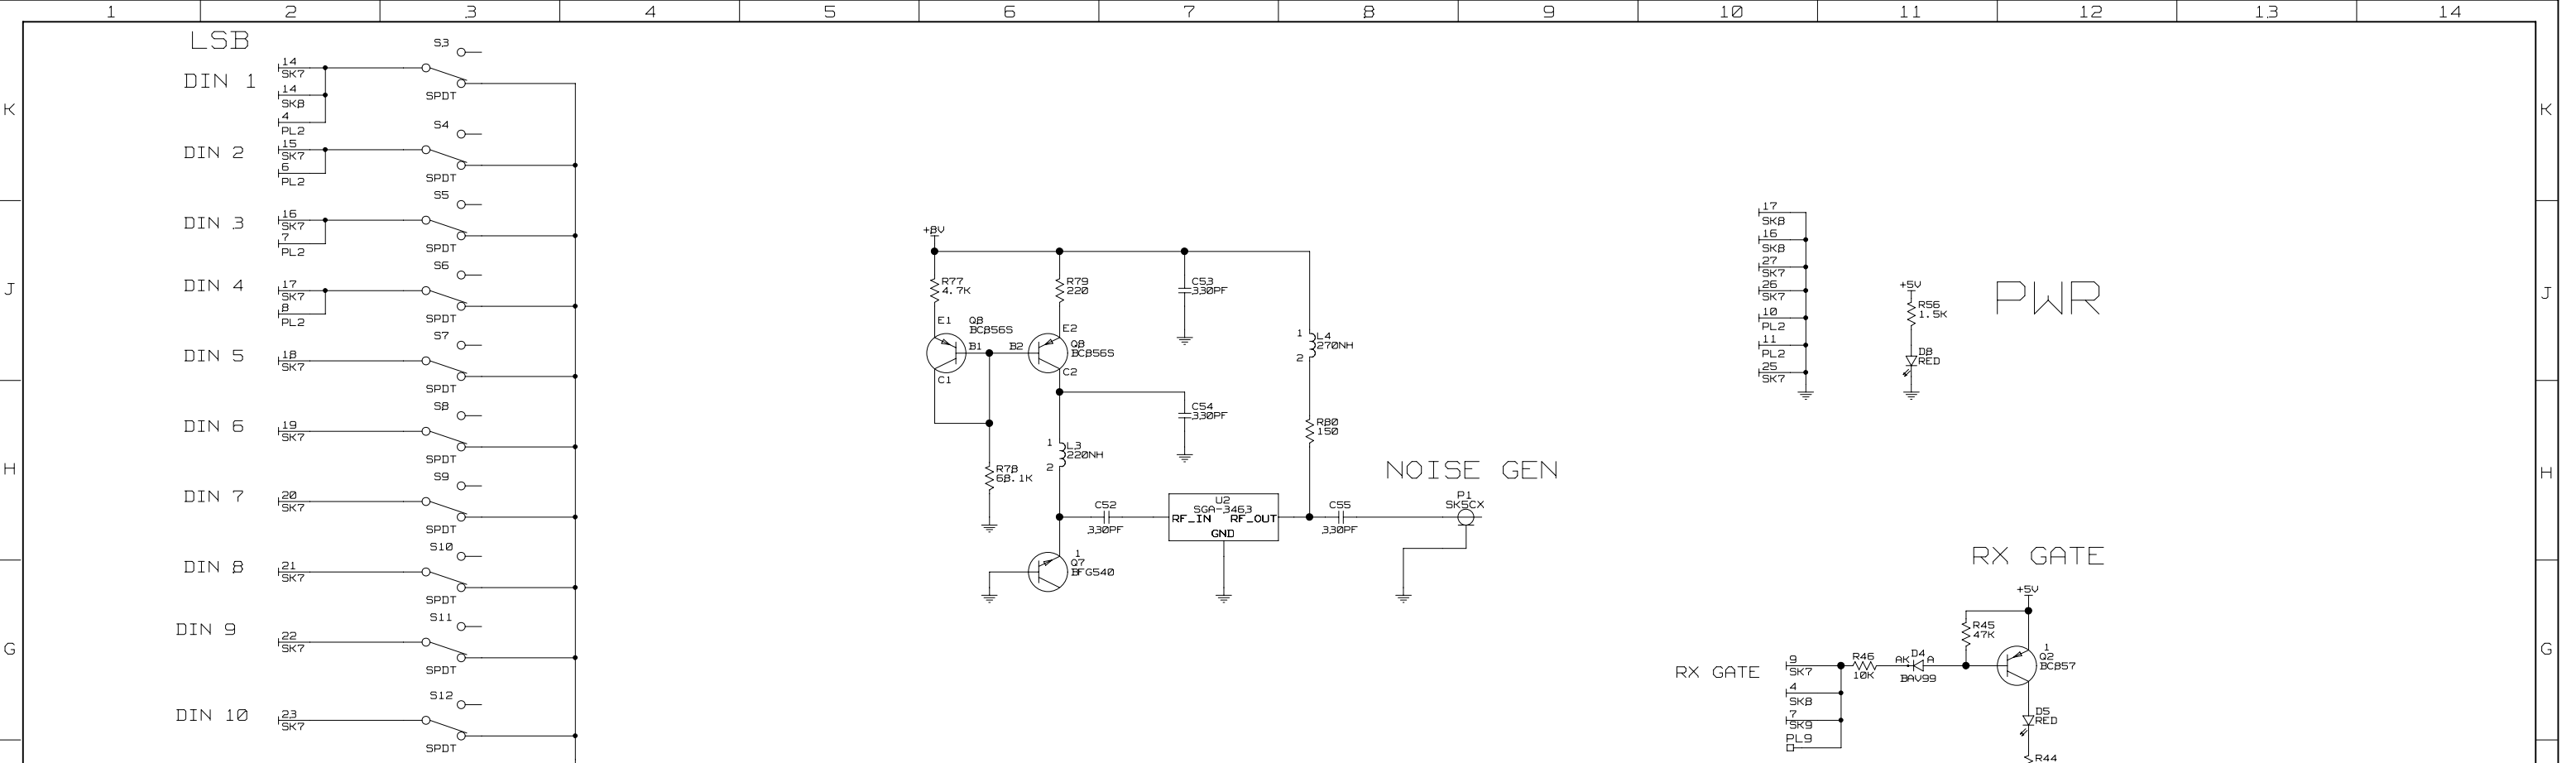 1 2 3 4 5 6 7 8 9 10 11 12 13 14
K
J
H
G
K
J
H
G
LSB
DIN 1
14
SK7
14
SK8
4
PL2
S3
SPDT
DIN 2
15
SK7
6
PL2
S4
SPDT
DIN 3
16
SK7
7
PL2
S5
SPDT
DIN 4
17
SK7
8
PL2
S6
SPDT
DIN 5
18
SK7
S7
SPDT
DIN 6
19
SK7
S8
SPDT
DIN 7
20
SK7
S9
SPDT
DIN 8
21
SK7
S10
SPDT
DIN 9
22
SK7
S11
SPDT
DIN 10
23
SK7
S12
SPDT
+8V
R77
4.7K
R79
220
C53
330PF
E1
Q8
BC856S
B1
C1
E2
B2
Q8
BC856S
C2
1
L4
270NH
2
C54
330PF
1
L3
220NH
2
R78
68.1K
R80
150
C52
330PF
U2
SGA-3463
RF_IN RF_OUT
GND
C55
330PF
NOISE GEN
P1
SK5CX
1
Q7
BFG540
17
SK8
16
SK8
27
SK7
26
SK7
10
PL2
11
PL2
25
SK7
+5V
R56
1.5K
D8
RED
PWR
RX GATE
+5V
R45
47K
1
Q2
BC857
RX GATE
9
SK7
4
SK8
7
SK9
PL9
R46
10K
AK D4 A
BAV99
D5
RED
R44